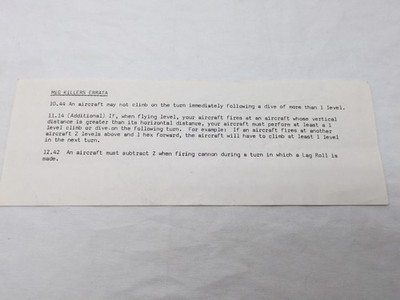 MiG KILLERS ERRATA
10.44 An aircraft may not climb on the turn immediately following a dive of more than 1 level.
11.14 (Additional) If, when flying level, your aircraft fires at an aircraft whose vertical
distance is greater than its horizontal distance, your aircraft must perform at least a 1
level climb or dive on the following turn. For example: If an aircraft fires at another
aircraft 2 levels above and 1 hex forward, the aircraft will have to climb at least 1 level
in the next turn.
12.42 An aircraft must subtract 2 when firing cannon during a turn in which a Lag Roll is
made.